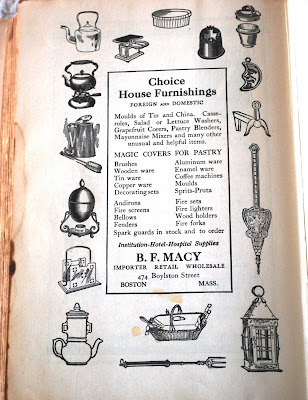 Choice
House Furnishings
FOREIGN AND DOMESTIC
Moulds of Tin and China. Casse-
roles, Salad or Lettuce Washers,
Grapefruit Corers, Pastry Blenders,
Mayonnaise Mixers and many other
unusual and helpful items.
MAGIC COVERS FOR PASTRY
Brushes
Wooden ware
Tin ware
Copper ware
Decorating sets
Aluminum ware
Enamel ware
Coffee machines
Moulds
Sprits-Pruta
Andirons
Fire screens
Bellows
Fenders
Fire sets
Fire lighters
Wood holders
Fire forks
Spark guards in stock and to order
Institution-Hotel-Hospital Supplies
B. F. MACY
IMPORTER RETAIL WHOLESALE
474 Boylston Street
BOSTON MASS.